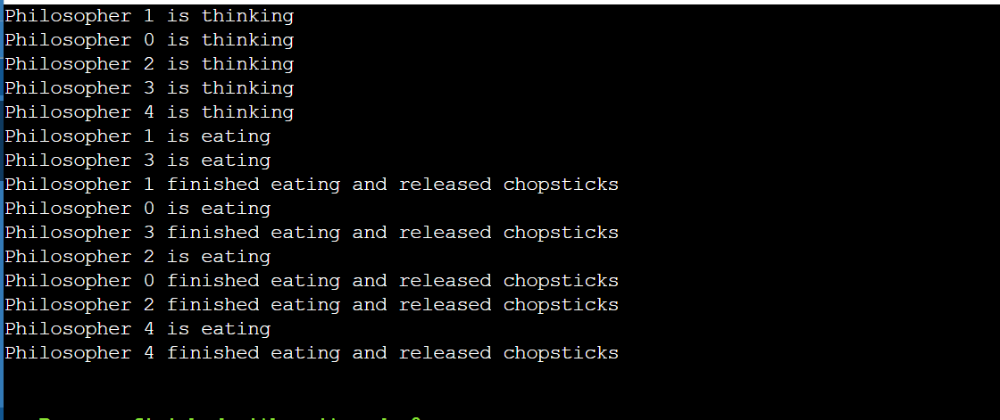 Philosopher 1 is thinking
Philosopher 0 is thinking
Philosopher 2 is thinking
Philosopher 3 is thinking
Philosopher 4 is thinking
Philosopher 1 is eating
Philosopher 3 is eating
Philosopher 1 finished eating and released chopsticks
Philosopher 0 is eating
Philosopher 3 finished eating and released chopsticks
Philosopher 2 is eating
Philosopher 0 finished eating and released chopsticks
Philosopher 2 finished eating and released chopsticks
Philosopher 4 is eating
Philosopher 4 finished eating and released chopsticks